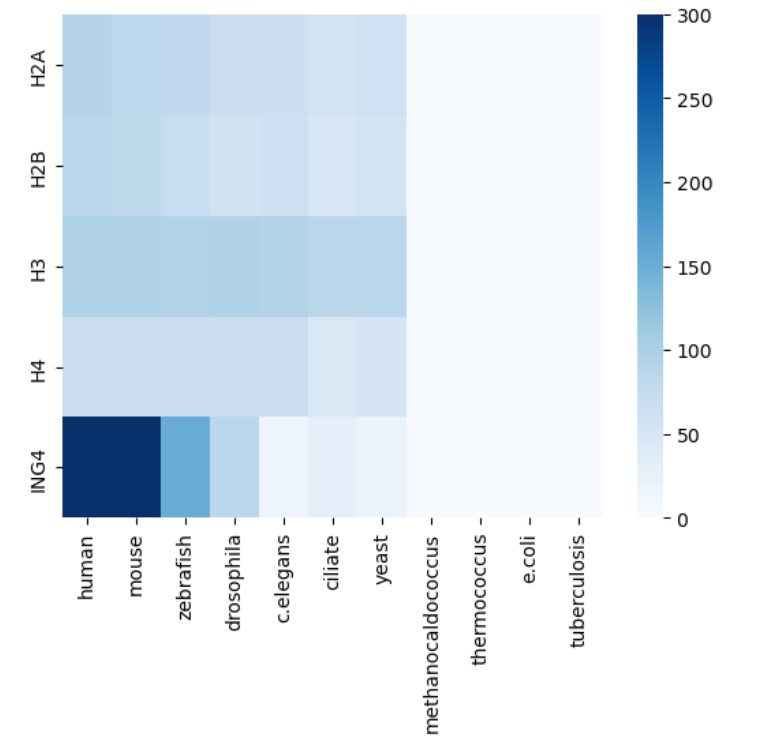 H2A
H2B
H3
H4
ING4
human
mouse
zebrafish
drosophila
c.elegans
ciliate
yeast
methanocaldococcus
thermococcus
e.coli
tuberculosis
300
250
200
150
100
50
0